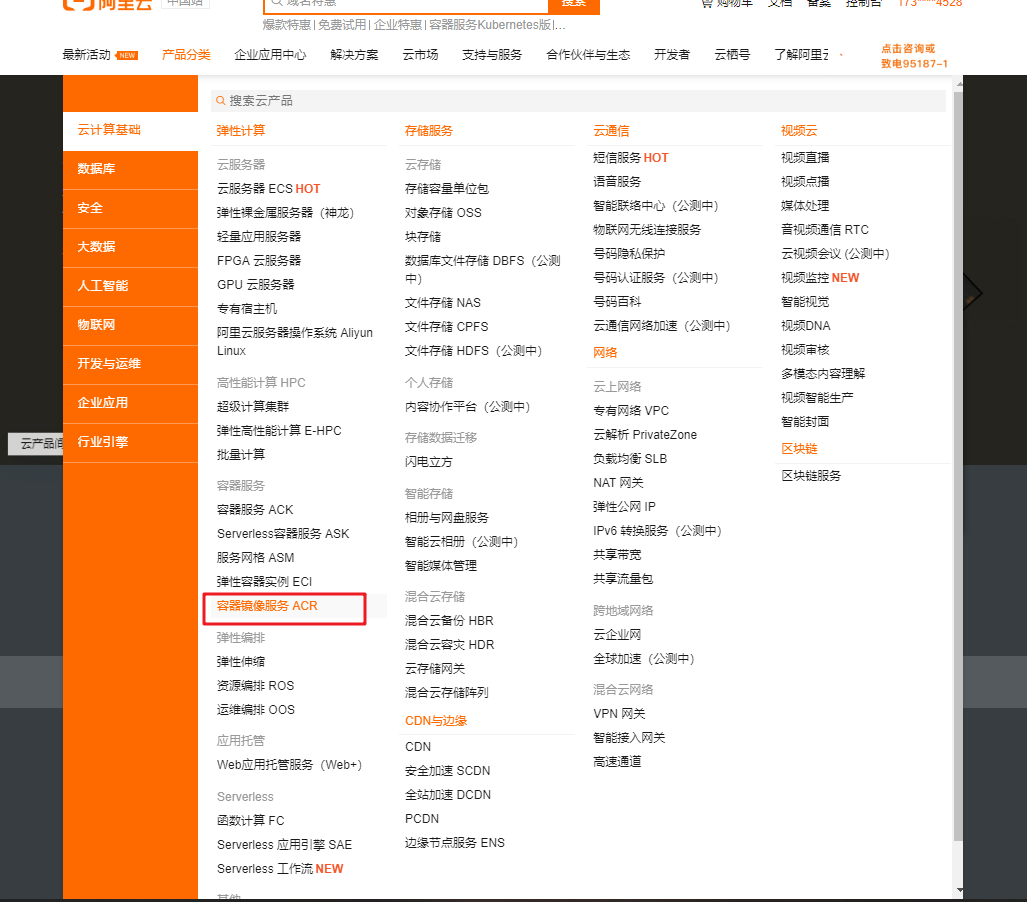 阿里云
中国站
域名特惠
搜索
购物车
文档
备案
控制台
173****4528
爆款特惠 | 免费试用 | 企业特惠 | 容器服务Kubernetes版|...
最新活动 NEW
产品分类
企业应用中心
解决方案
云市场
支持与服务
合作伙伴与生态
开发者
云栖号
了解阿里云
点击咨询或
致电95187-1
云产品
云计算基础
数据库
安全
大数据
人工智能
物联网
开发与运维
企业应用
行业引擎
搜索云产品
弹性计算
云服务器
云服务器 ECS HOT
弹性裸金属服务器（神龙）
轻量应用服务器
FPGA 云服务器
GPU 云服务器
专有宿主机
阿里云服务器操作系统 Aliyun
Linux
高性能计算 HPC
超级计算集群
弹性高性能计算 E-HPC
批量计算
容器服务
容器服务 ACK
Serverless容器服务 ASK
服务网格 ASM
弹性容器实例 ECI
容器镜像服务 ACR
弹性编排
弹性伸缩
资源编排 ROS
运维编排 OOS
应用托管
Web应用托管服务（Web+）
Serverless
函数计算 FC
Serverless 应用引擎 SAE
Serverless 工作流 NEW
其他
存储服务
云存储
存储容量单位包
对象存储 OSS
块存储
数据库文件存储 DBFS（公测
中）
文件存储 NAS
文件存储 CPFS
文件存储 HDFS（公测中）
个人存储
内容协作平台（公测中）
存储数据迁移
闪电立方
智能存储
相册与网盘服务
智能云相册（公测中）
智能媒体管理
混合云存储
混合云备份 HBR
混合云容灾 HDR
云存储网关
混合云存储阵列
CDN与边缘
CDN
安全加速 SCDN
全站加速 DCDN
PCDN
边缘节点服务 ENS
云通信
短信服务 HOT
语音服务
智能联络中心（公测中）
物联网无线连接服务
号码隐私保护
号码认证服务（公测中）
号码百科
云通信网络加速（公测中）
网络
云上网络
专有网络 VPC
云解析 PrivateZone
负载均衡 SLB
NAT 网关
弹性公网 IP
IPv6 转换服务（公测中）
共享带宽
共享流量包
跨地域网络
云企业网
全球加速（公测中）
混合云网络
VPN 网关
智能接入网关
高速通道
视频云
视频直播
视频点播
媒体处理
音视频通信 RTC
云视频会议 (公测中)
视频监控 NEW
智能视觉
视频DNA
视频审核
多模态内容理解
视频智能生产
智能封面
区块链
区块链服务